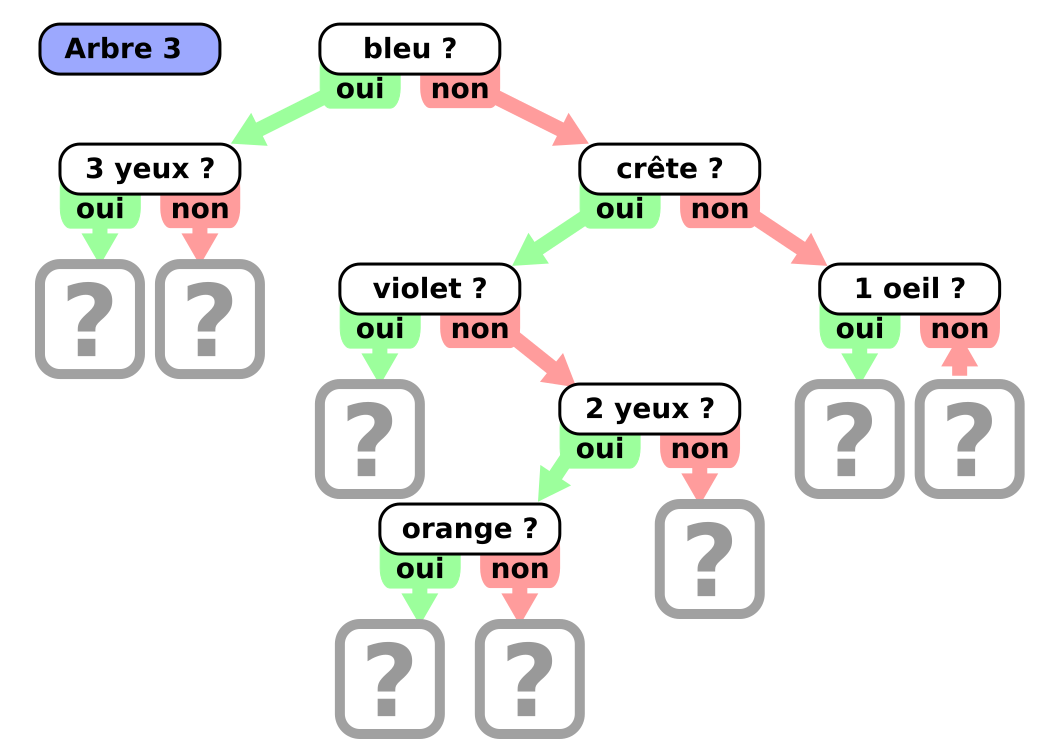 Arbre 3
bleu ?
oui non
3 yeux ?
oui non
crête ?
oui non
? ?
violet ?
oui non
1 oeil ?
oui non
?
2 yeux ?
oui non
? ?
orange ?
oui non
?
? ?